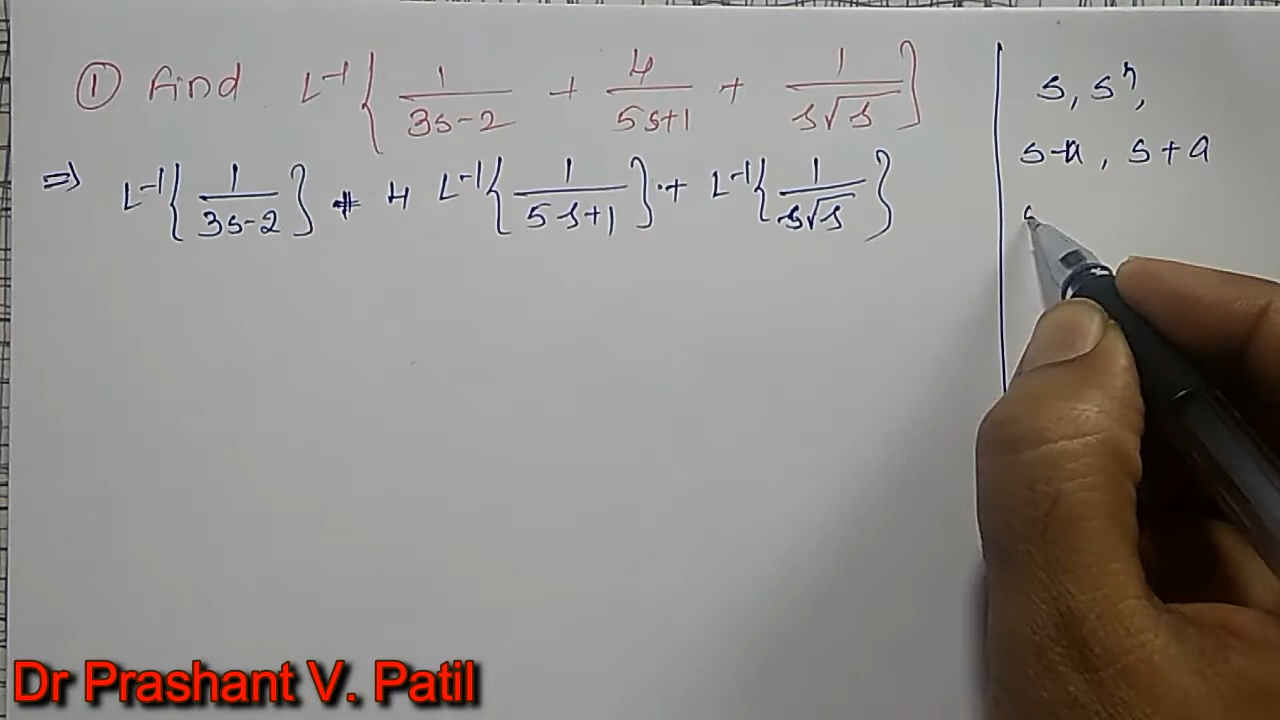 ① Find L⁻¹{ 1/(3s-2) + 4/(5s+1) + 1/(s√s) }
⇒ L⁻¹{ 1/(3s-2) } + 4 L⁻¹{ 1/(5s+1) } + L⁻¹{ 1/(s√s) }
s, sⁿ,
s-a, s+a
s
Dr Prashant V. Patil